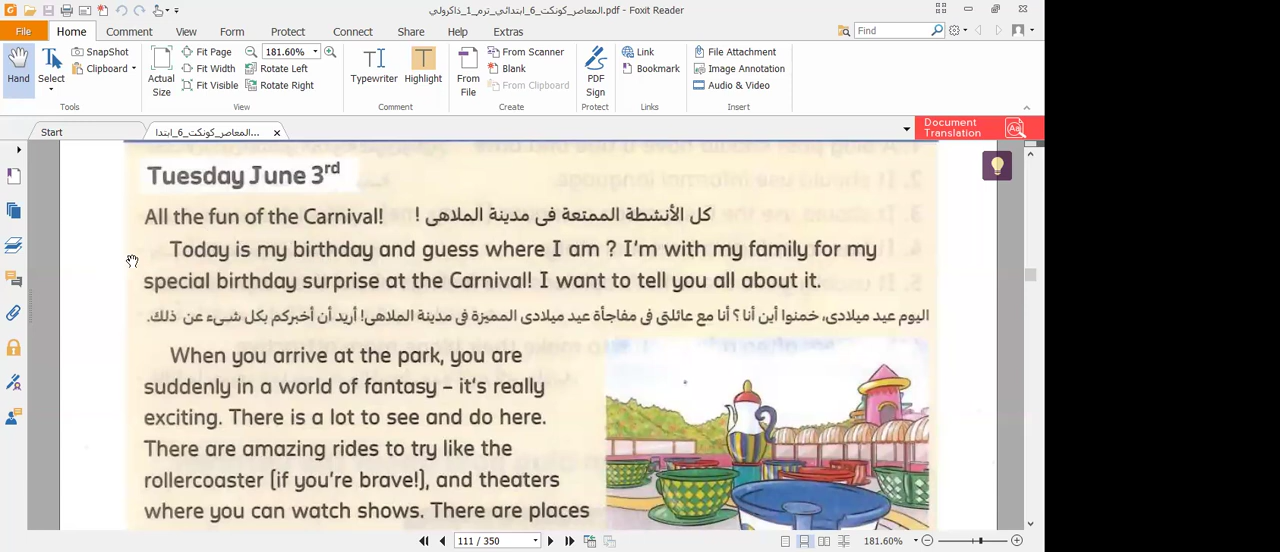 المعاصر_كونكت_6_ابتدائي_ترم_1_ذاكرولي.pdf - Foxit Reader
File
Home
Comment
View
Form
Protect
Connect
Share
Help
Extras
Find
Hand
Select
SnapShot
Clipboard
Actual Size
Fit Page
Fit Width
Fit Visible
181.60%
Rotate Left
Rotate Right
Typewriter
Highlight
From File
From Scanner
Blank
From Clipboard
PDF Sign
Link
Bookmark
File Attachment
Image Annotation
Audio & Video
Tools
View
Comment
Create
Protect
Links
Insert
Start
المعاصر_كونكت_6_ابتدا...
Document Translation
Tuesday June 3rd
All the fun of the Carnival! كل الأنشطة الممتعة فى مدينة الملاهى !
Today is my birthday and guess where I am ? I'm with my family for my
special birthday surprise at the Carnival! I want to tell you all about it.
اليوم عيد ميلادى، خمنوا أين أنا ؟ أنا مع عائلتى فى مفاجأة عيد ميلادى المميزة فى مدينة الملاهى! أريد أن أخبركم بكل شىء عن ذلك.
When you arrive at the park, you are
suddenly in a world of fantasy – it's really
exciting. There is a lot to see and do here.
There are amazing rides to try like the
rollercoaster (if you're brave!), and theaters
where you can watch shows. There are places
111 / 350
181.60%